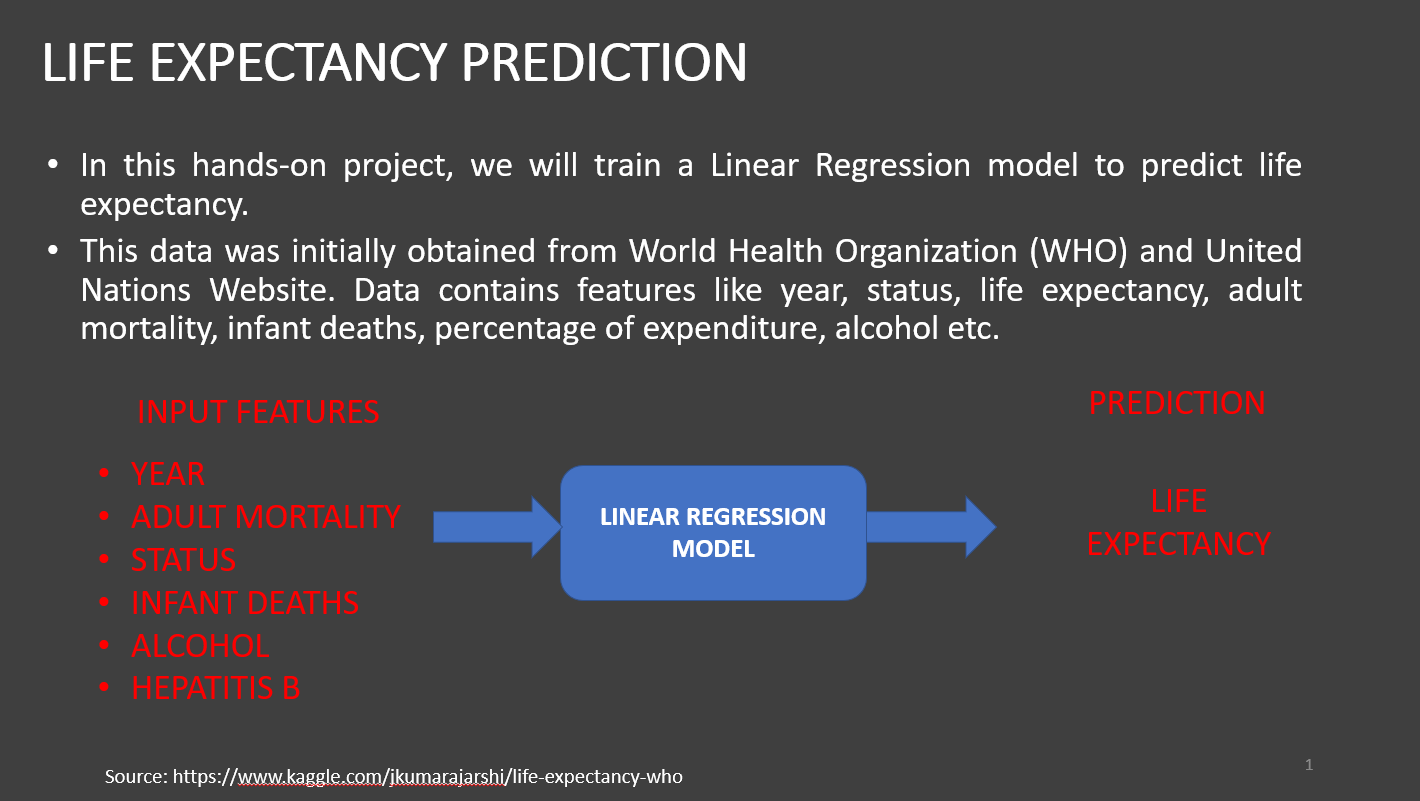 LIFE EXPECTANCY PREDICTION
• In this hands-on project, we will train a Linear Regression model to predict life
expectancy.
• This data was initially obtained from World Health Organization (WHO) and United
Nations Website. Data contains features like year, status, life expectancy, adult
mortality, infant deaths, percentage of expenditure, alcohol etc.
INPUT FEATURES
• YEAR
• ADULT MORTALITY
• STATUS
• INFANT DEATHS
• ALCOHOL
• HEPATITIS B
LINEAR REGRESSION
MODEL
PREDICTION
LIFE
EXPECTANCY
Source: https://www.kaggle.com/jkumarajarshi/life-expectancy-who
1